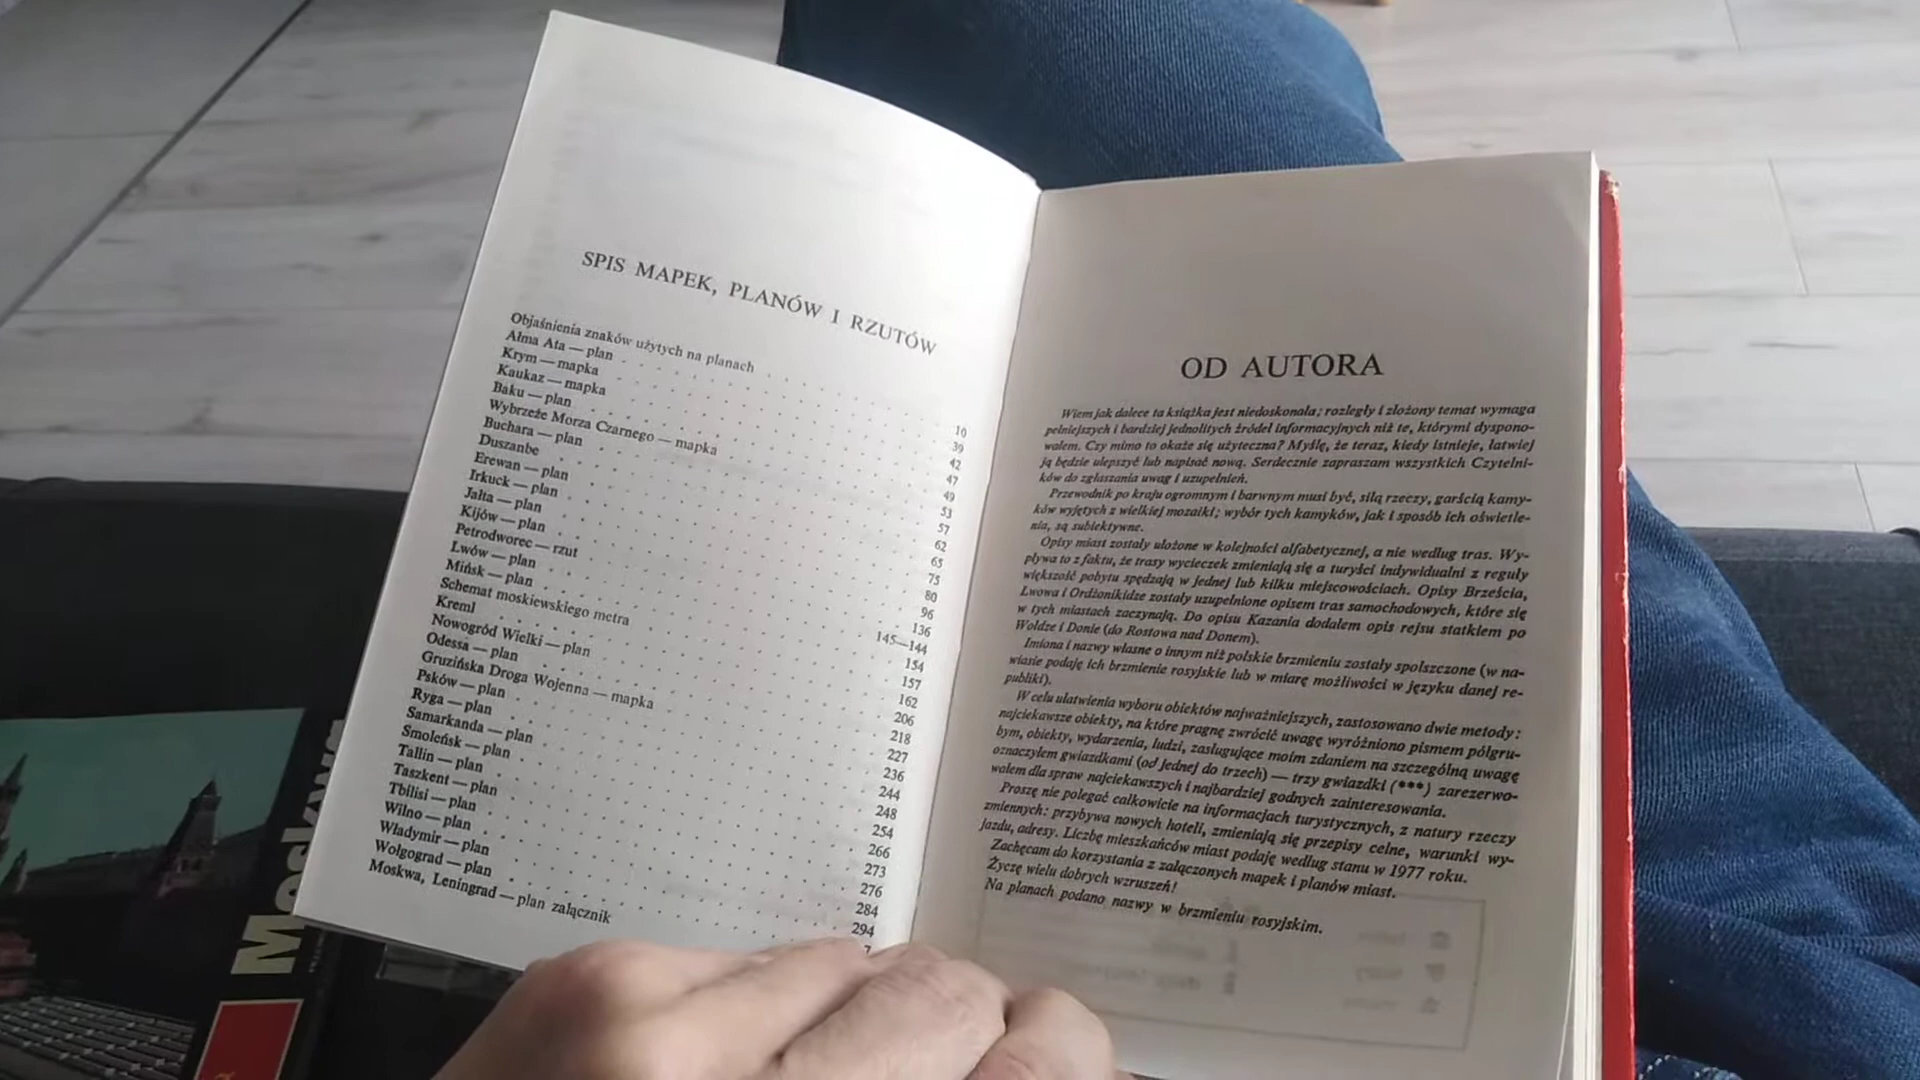 SPIS MAPEK, PLANÓW I RZUTÓW
Objaśnienia znaków użytych na planach . . . 10
Ałma Ata — plan . . . 39
Krym — mapka . . . 42
Kaukaz — mapka . . . 47
Baku — plan . . . 49
Wybrzeże Morza Czarnego — mapka . . . 53
Buchara — plan . . . 57
Duszanbe . . . 62
Erewan — plan . . . 65
Irkuck — plan . . . 75
Jałta — plan . . . 80
Kijów — plan . . . 96
Petrodworec — rzut . . . 136
Lwów — plan . . . 145—144
Mińsk — plan . . . 154
Schemat moskiewskiego metra . . . 157
Kreml . . . 162
Nowogród Wielki — plan . . . 206
Odessa — plan . . . 218
Gruzińska Droga Wojenna — mapka . . . 227
Psków — plan . . . 236
Ryga — plan . . . 244
Samarkanda — plan . . . 248
Smoleńsk — plan . . . 254
Tallin — plan . . . 266
Taszkent — plan . . . 273
Tbilisi — plan . . . 276
Wilno — plan . . . 284
Władymir — plan . . . 294
Wołgograd — plan
Moskwa, Leningrad — plan załącznik
7
OD AUTORA
Wiem jak dalece ta książka jest niedoskonała; rozległy i złożony temat wymaga
pełniejszych i bardziej jednolitych źródeł informacyjnych niż te, którymi dyspono-
wałem. Czy mimo to okaże się użyteczna? Myślę, że teraz, kiedy istnieje, łatwiej
ją będzie ulepszyć lub napisać nową. Serdecznie zapraszam wszystkich Czytelni-
ków do zgłaszania uwag i uzupełnień.
Przewodnik po kraju ogromnym i barwnym musi być, siłą rzeczy, garścią kamy-
ków wyjętych z wielkiej mozaiki; wybór tych kamyków, jak i sposób ich oświetle-
nia, są subiektywne.
Opisy miast zostały ułożone w kolejności alfabetycznej, a nie według tras. Wy-
pływa to z faktu, że trasy wycieczek zmieniają się a turyści indywidualni z reguły
większość pobytu spędzają w jednej lub kilku miejscowościach. Opisy Brześcia,
Lwowa i Ordżonikidze zostały uzupełnione opisem tras samochodowych, które się
w tych miastach zaczynają. Do opisu Kazania dodałem opis rejsu statkiem po
Wołdze i Donie (do Rostowa nad Donem).
Imiona i nazwy własne o innym niż polskie brzmieniu zostały spolszczone (w na-
wiasie podaję ich brzmienie rosyjskie lub w miarę możliwości w języku danej re-
publiki).
W celu ułatwienia wyboru obiektów najważniejszych, zastosowano dwie metody:
najciekawsze obiekty, na które pragnę zwrócić uwagę wyróżniono pismem półgru-
bym, obiekty, wydarzenia, ludzi, zasługujące moim zdaniem na szczególną uwagę
oznaczyłem gwiazdkami (od jednej do trzech) — trzy gwiazdki (***) zarezerwo-
wałem dla spraw najciekawszych i najbardziej godnych zainteresowania.
Proszę nie polegać całkowicie na informacjach turystycznych, z natury rzeczy
zmiennych: przybywa nowych hoteli, zmieniają się przepisy celne, warunki wy-
jazdu, adresy. Liczbę mieszkańców miast podaję według stanu w 1977 roku.
Zachęcam do korzystania z załączonych mapek i planów miast.
Życzę wielu dobrych wzruszeń!
Na planach podano nazwy w brzmieniu rosyjskim.
Moskwa